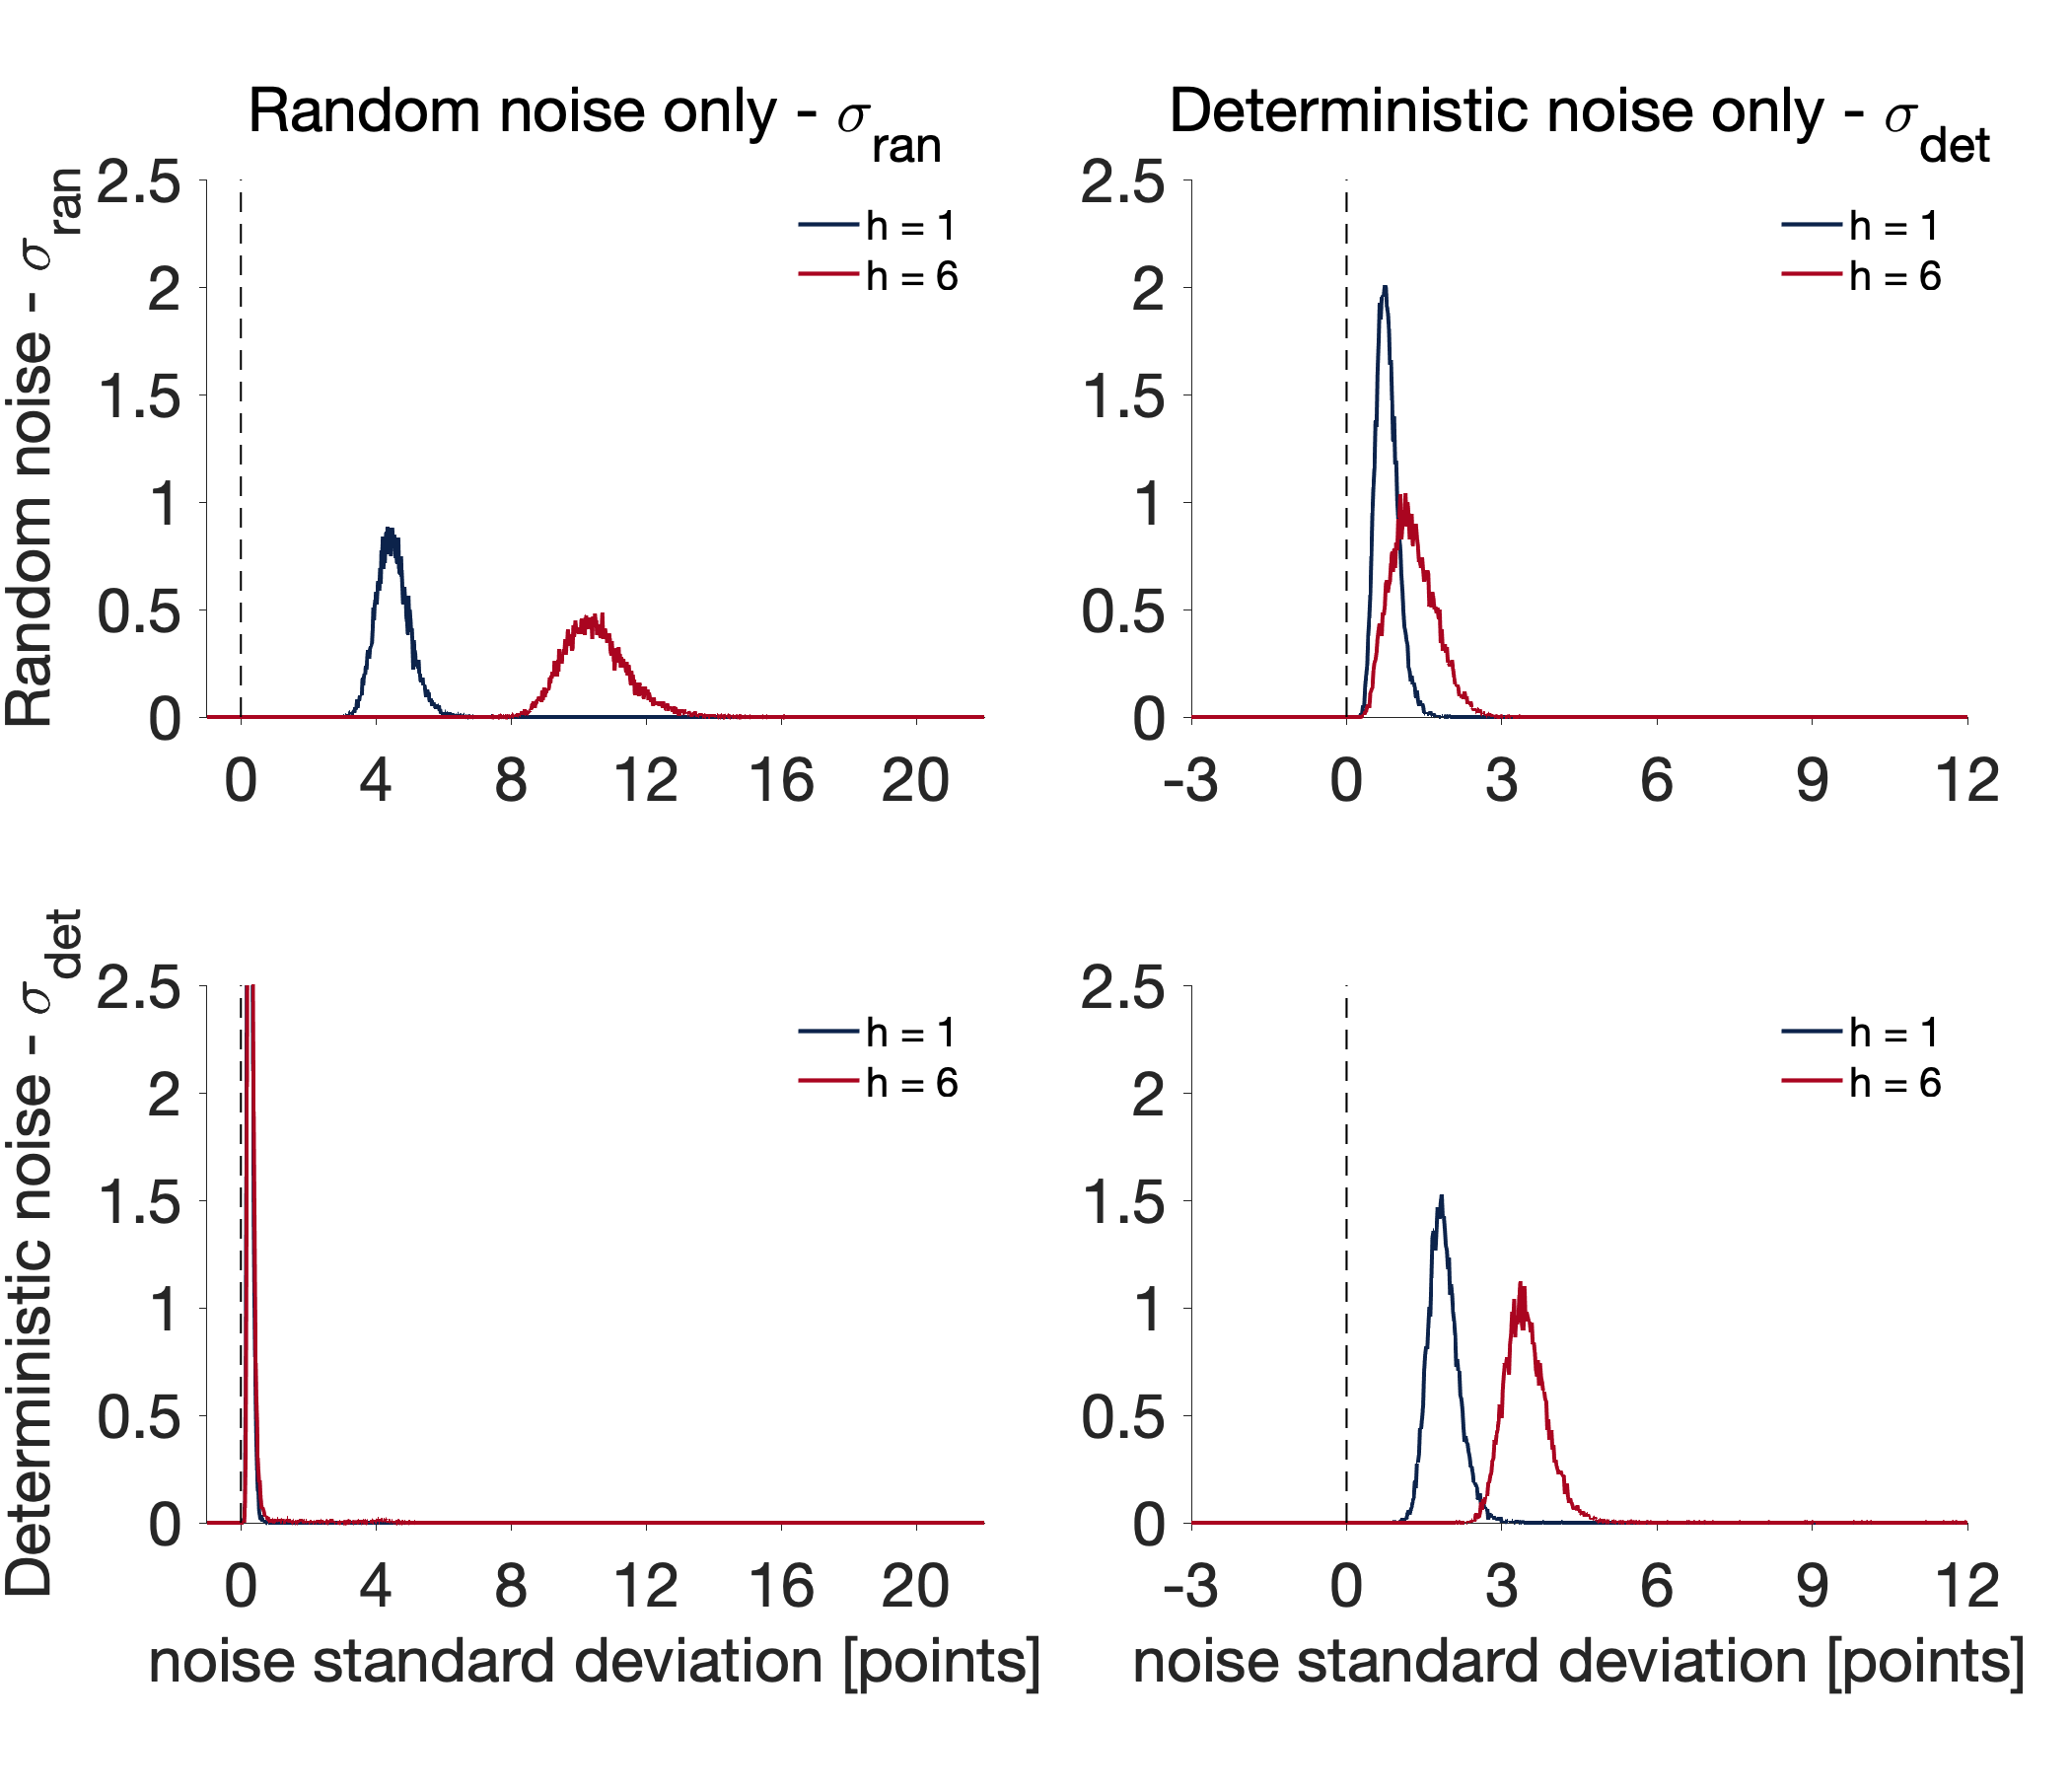 Random noise only - σran
Deterministic noise only - σdet
Random noise - σran
2.5
2
1.5
1
0.5
0
h = 1
h = 6
0 4 8 12 16 20
2.5
2
1.5
1
0.5
0
h = 1
h = 6
-3 0 3 6 9 12
Deterministic noise - σdet
2.5
2
1.5
1
0.5
0
h = 1
h = 6
0 4 8 12 16 20
noise standard deviation [points]
2.5
2
1.5
1
0.5
0
h = 1
h = 6
-3 0 3 6 9 12
noise standard deviation [points]